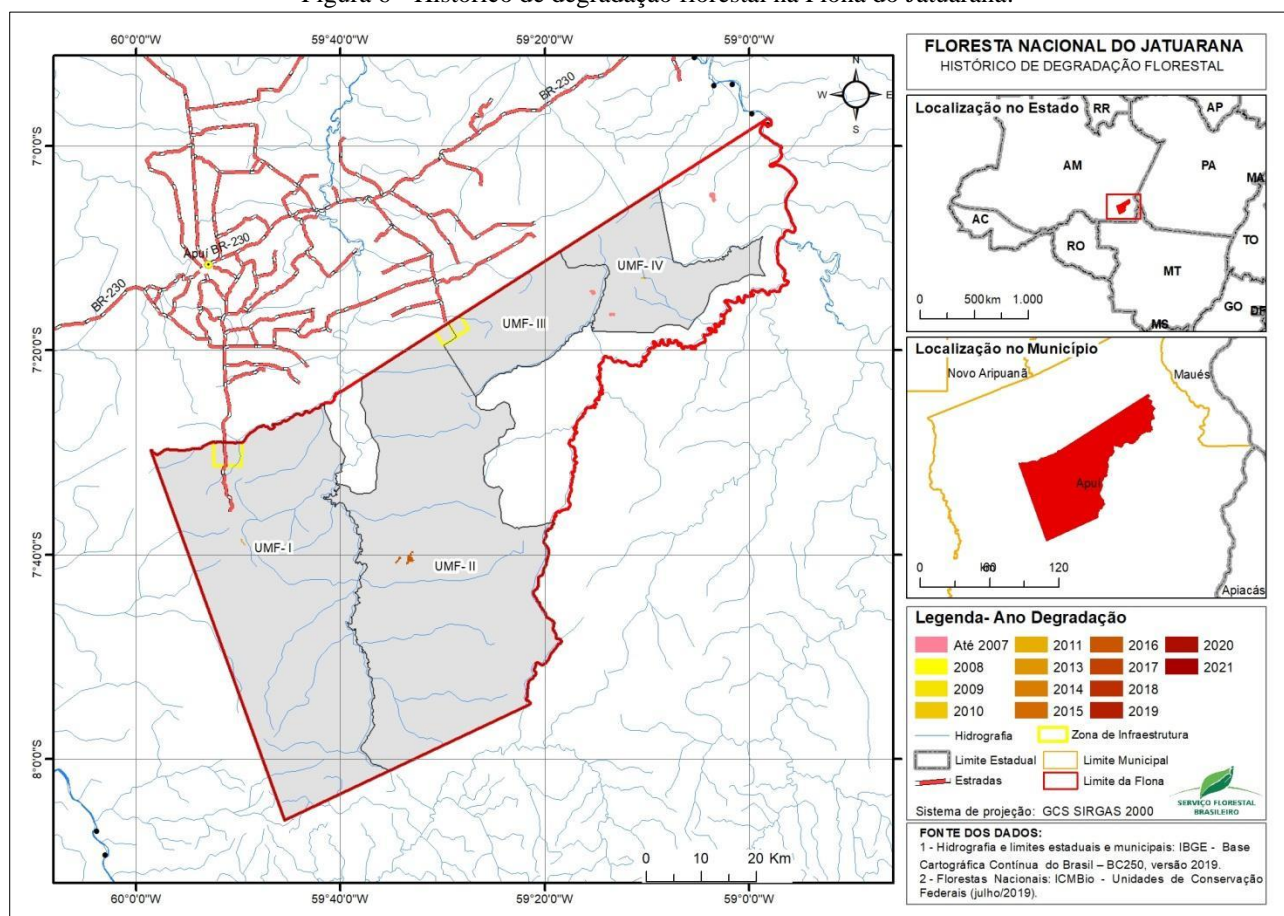 Figura 6 - Histórico de degradação florestal na Flona do Jatuarana.
60°0'0"W 59°40'0"W 59°20'0"W 59°0'0"W
BR-230
N
W E
S
7°0'0"S
Apuí BR-230
BR-230
UMF- IV
UMF- III
7°20'0"S
UMF- I
UMF- II
7°40'0"S
8°0'0"S
0 5 10 20 Km
60°0'0"W 59°40'0"W 59°20'0"W 59°0'0"W
FLORESTA NACIONAL DO JATUARANA
HISTÓRICO DE DEGRADAÇÃO FLORESTAL
Localização no Estado
RR
AP
AM
PA
MA
AC
RO
TO
MT
GO
DF
MS
0 500 km 1.000
Localização no Município
Novo Aripuanã
Maués
Apuí
0 60 120
km
Apiacás
Legenda- Ano Degradação
Até 2007 2011 2016 2020
2008 2013 2017 2021
2009 2014 2018
2010 2015 2019
Hidrografia Zona de Infraestrutura
Limite Estadual Limite Municipal
Estradas Limite da Flona
Sistema de projeção: GCS SIRGAS 2000
SERVIÇO FLORESTAL
BRASILEIRO
FONTE DOS DADOS:
1 - Hidrografia e limites estaduais e municipais: IBGE - Base
Cartográfica Contínua do Brasil – BC250, versão 2019.
2 - Florestas Nacionais: ICMBio - Unidades de Conservação
Federais (julho/2019).